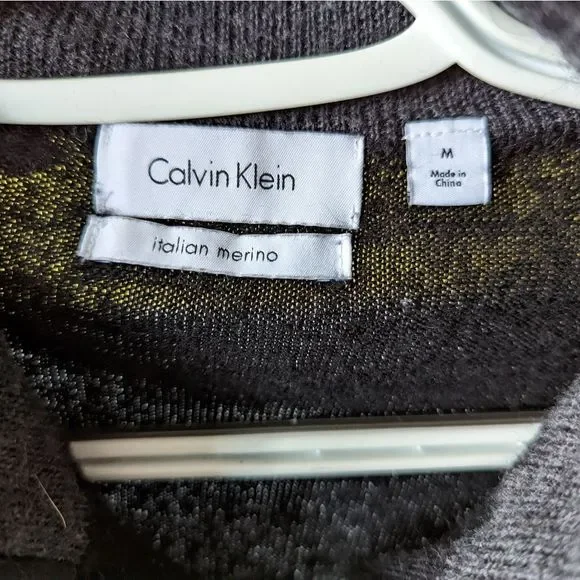 Calvin Klein
italian merino
M
Made in
China